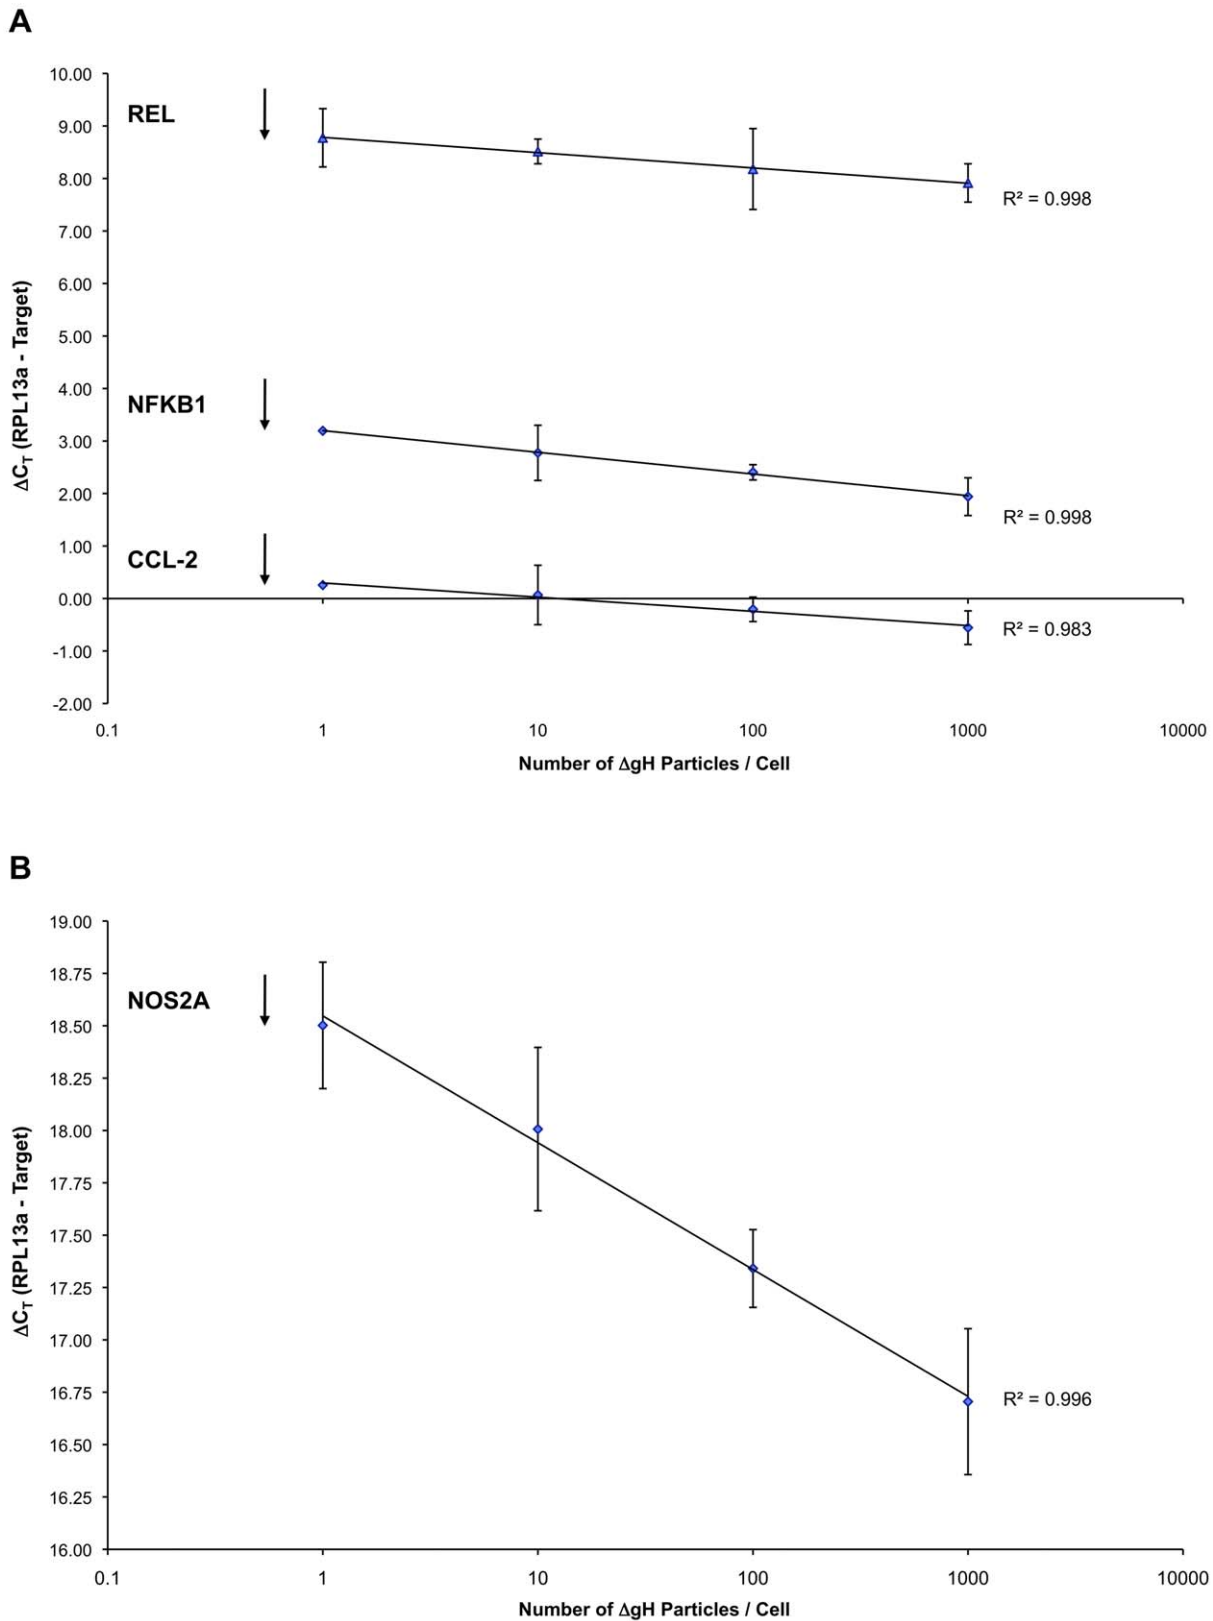 A
10.00
REL
9.00
8.00
R² = 0.998
7.00
6.00
5.00
4.00
NFKB1
3.00
2.00
R² = 0.998
1.00
CCL-2
0.00
R² = 0.983
-1.00
-2.00
ΔCT (RPL13a - Target)
0.1 1 10 100 1000 10000
Number of ΔgH Particles / Cell
B
19.00
18.75
NOS2A
18.50
18.25
18.00
17.75
17.50
17.25
17.00
16.75
R² = 0.996
16.50
16.25
16.00
ΔCT (RPL13a - Target)
0.1 1 10 100 1000 10000
Number of ΔgH Particles / Cell